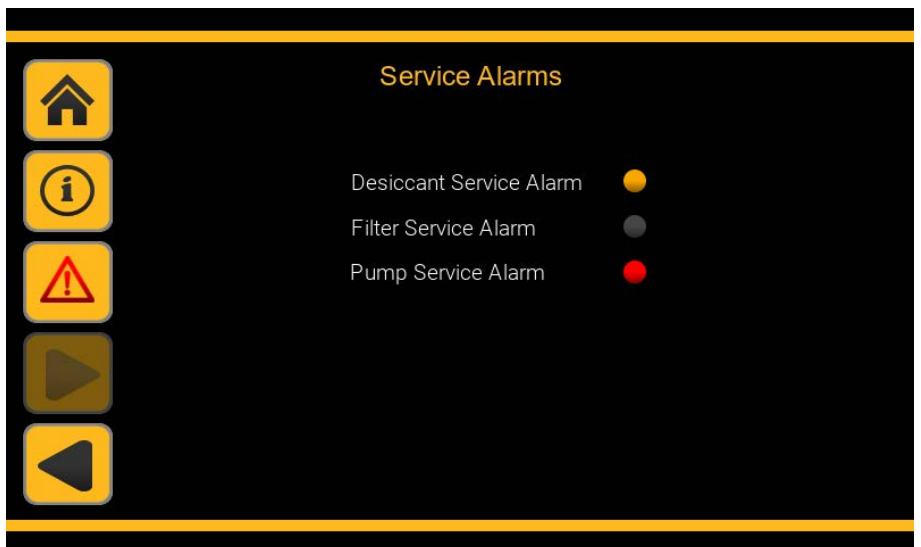 Service Alarms
Desiccant Service Alarm
Filter Service Alarm
Pump Service Alarm